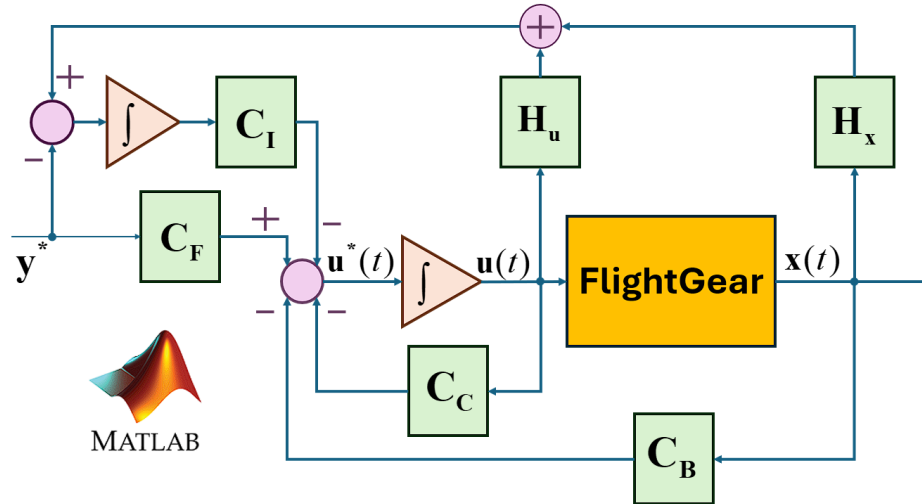 +
+
∫
C_I
H_u
H_x
−
y*
C_F
+
−
u*(t)
∫
u(t)
FlightGear
x(t)
−
−
C_C
C_B
MATLAB